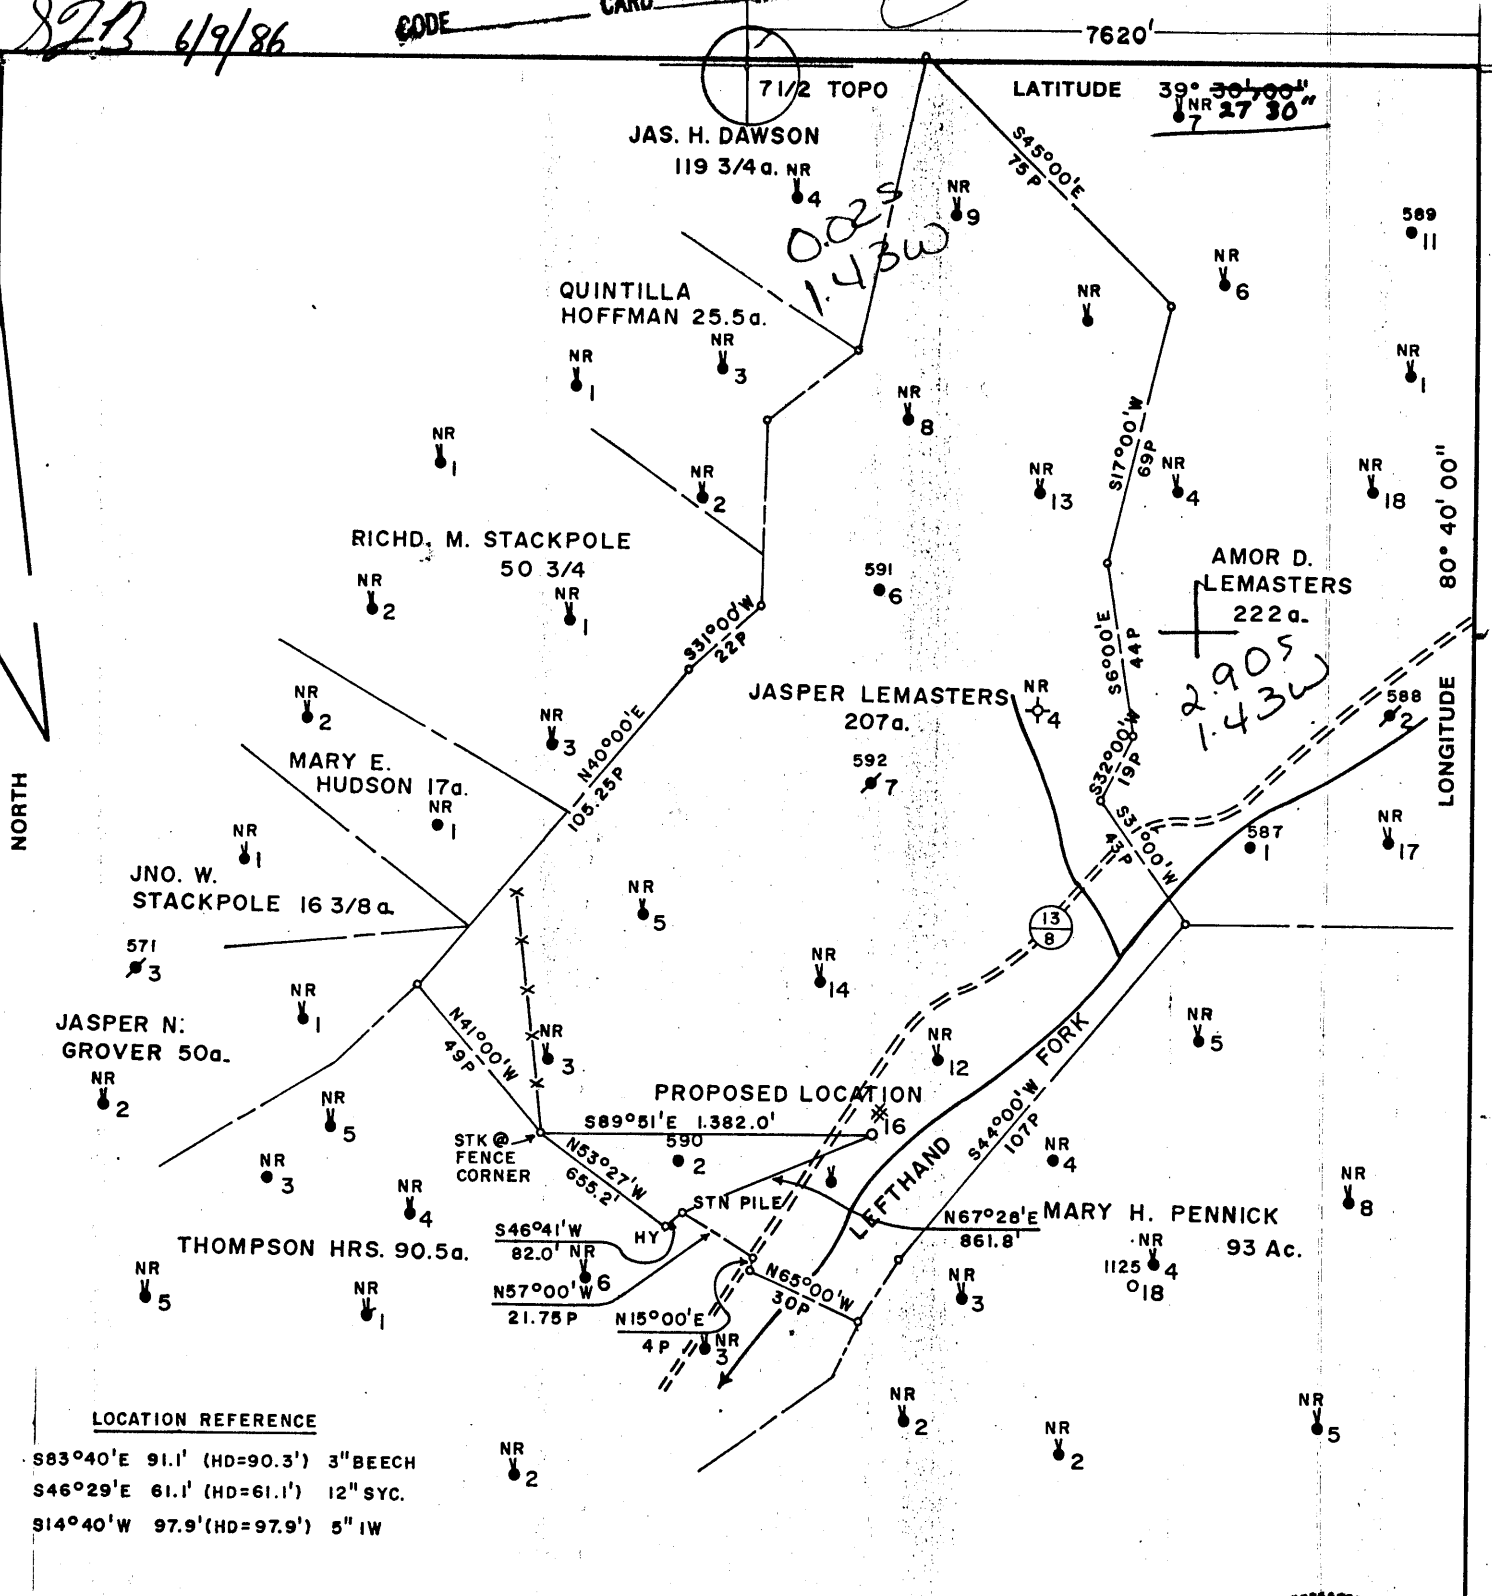 6/9/86
CODE
CARD
7620'
7 1/2 TOPO
LATITUDE 39° 30' 00"
27 30"
NR
7
JAS. H. DAWSON
119 3/4 a.
NR
4
0.02 S
1.43 W
NR
9
S45°00'E
75P
589
11
NR
6
QUINTILLA
HOFFMAN 25.5a.
NR
NR
3
NR
1
NR
1
NR
8
NR
1
NR
2
NR
13
S17°00'W
69P
NR
4
NR
18
80° 40' 00"
RICHD. M. STACKPOLE
50 3/4
AMOR D.
LEMASTERS
222 a.
NR
2
NR
1
591
6
S31°00'W
22P
S6°00'E
44P
2.90 S
1.43 W
JASPER LEMASTERS
207a.
NR
4
588
2
LONGITUDE
NR
2
NR
3
N40°00'E
105.25P
MARY E.
HUDSON 17a.
NR
1
592
7
S32°00'W
19P
NORTH
NR
1
S31°00'W
43P
587
1
NR
17
JNO. W.
STACKPOLE 16 3/8 a.
NR
5
13
8
571
3
NR
14
NR
1
JASPER N.
GROVER 50a.
N41°00'W
49P
NR
3
NR
12
FORK
NR
5
NR
2
NR
5
PROPOSED LOCATION
S89°51'E 1.382.0'
16
STK @
FENCE
CORNER
590
2
LEFTHAND
S44°00'W
107P
NR
4
NR
3
N53°27'W
655.2'
NR
8
NR
4
STN PILE
N67°28'E
861.8'
MARY H. PENNICK
93 Ac.
THOMPSON HRS. 90.5a.
S46°41'W
82.0'
HY
NR
6
NR
4
1125
18
NR
5
NR
1
N57°00'W
21.75P
N65°00'W
30P
NR
3
N15°00'E
4P
NR
3
NR
2
NR
5
NR
2
NR
2
LOCATION REFERENCE
S83°40'E 91.1' (HD=90.3') 3" BEECH
S46°29'E 61.1' (HD=61.1') 12" SYC.
S14°40'W 97.9' (HD=97.9') 5" IW